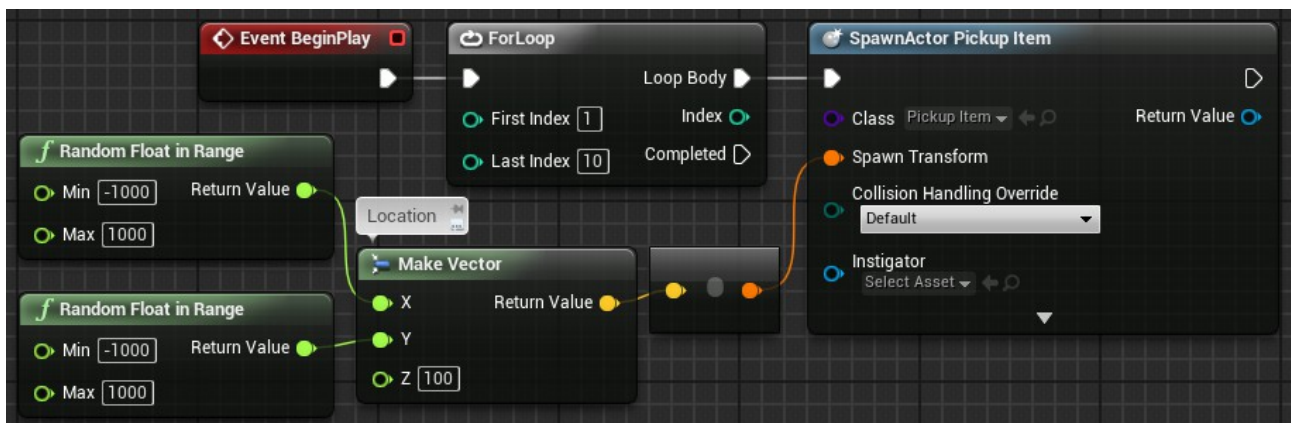 Event BeginPlay
ForLoop
Loop Body
First Index 1
Index
Last Index 10
Completed
SpawnActor Pickup Item
Class Pickup Item
Return Value
Spawn Transform
Collision Handling Override
Default
Instigator
Select Asset
f Random Float in Range
Min -1000
Return Value
Max 1000
Location
Make Vector
X
Return Value
Y
Z 100
f Random Float in Range
Min -1000
Return Value
Max 1000